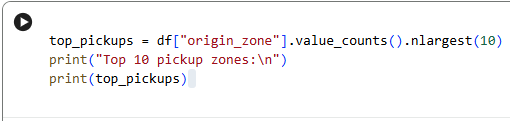 top_pickups = df["origin_zone"].value_counts().nlargest(10)
print("Top 10 pickup zones:\n")
print(top_pickups)